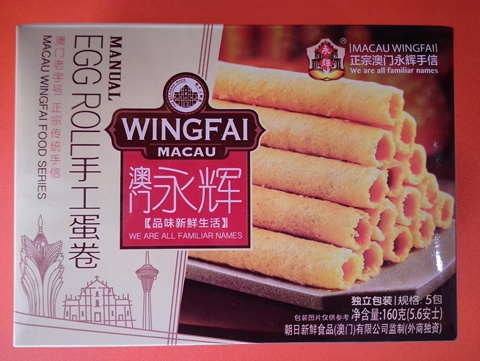 MANUAL
EGG ROLL手工蛋卷
澳门老字号 正宗传统手信
MACAU WINGFAI FOOD SERIES
WINGFAI
MACAU
澳门永辉
【品味新鲜生活】
WE ARE ALL FAMILIAR NAMES
永辉
MACAU WINGFAI
正宗澳门永辉手信
We are all familiar names
独立包装 规格: 5包
包装图片仅供参考 净含量:160克(5.6安士)
朝日新鲜食品(澳门)有限公司监制(外商独资)